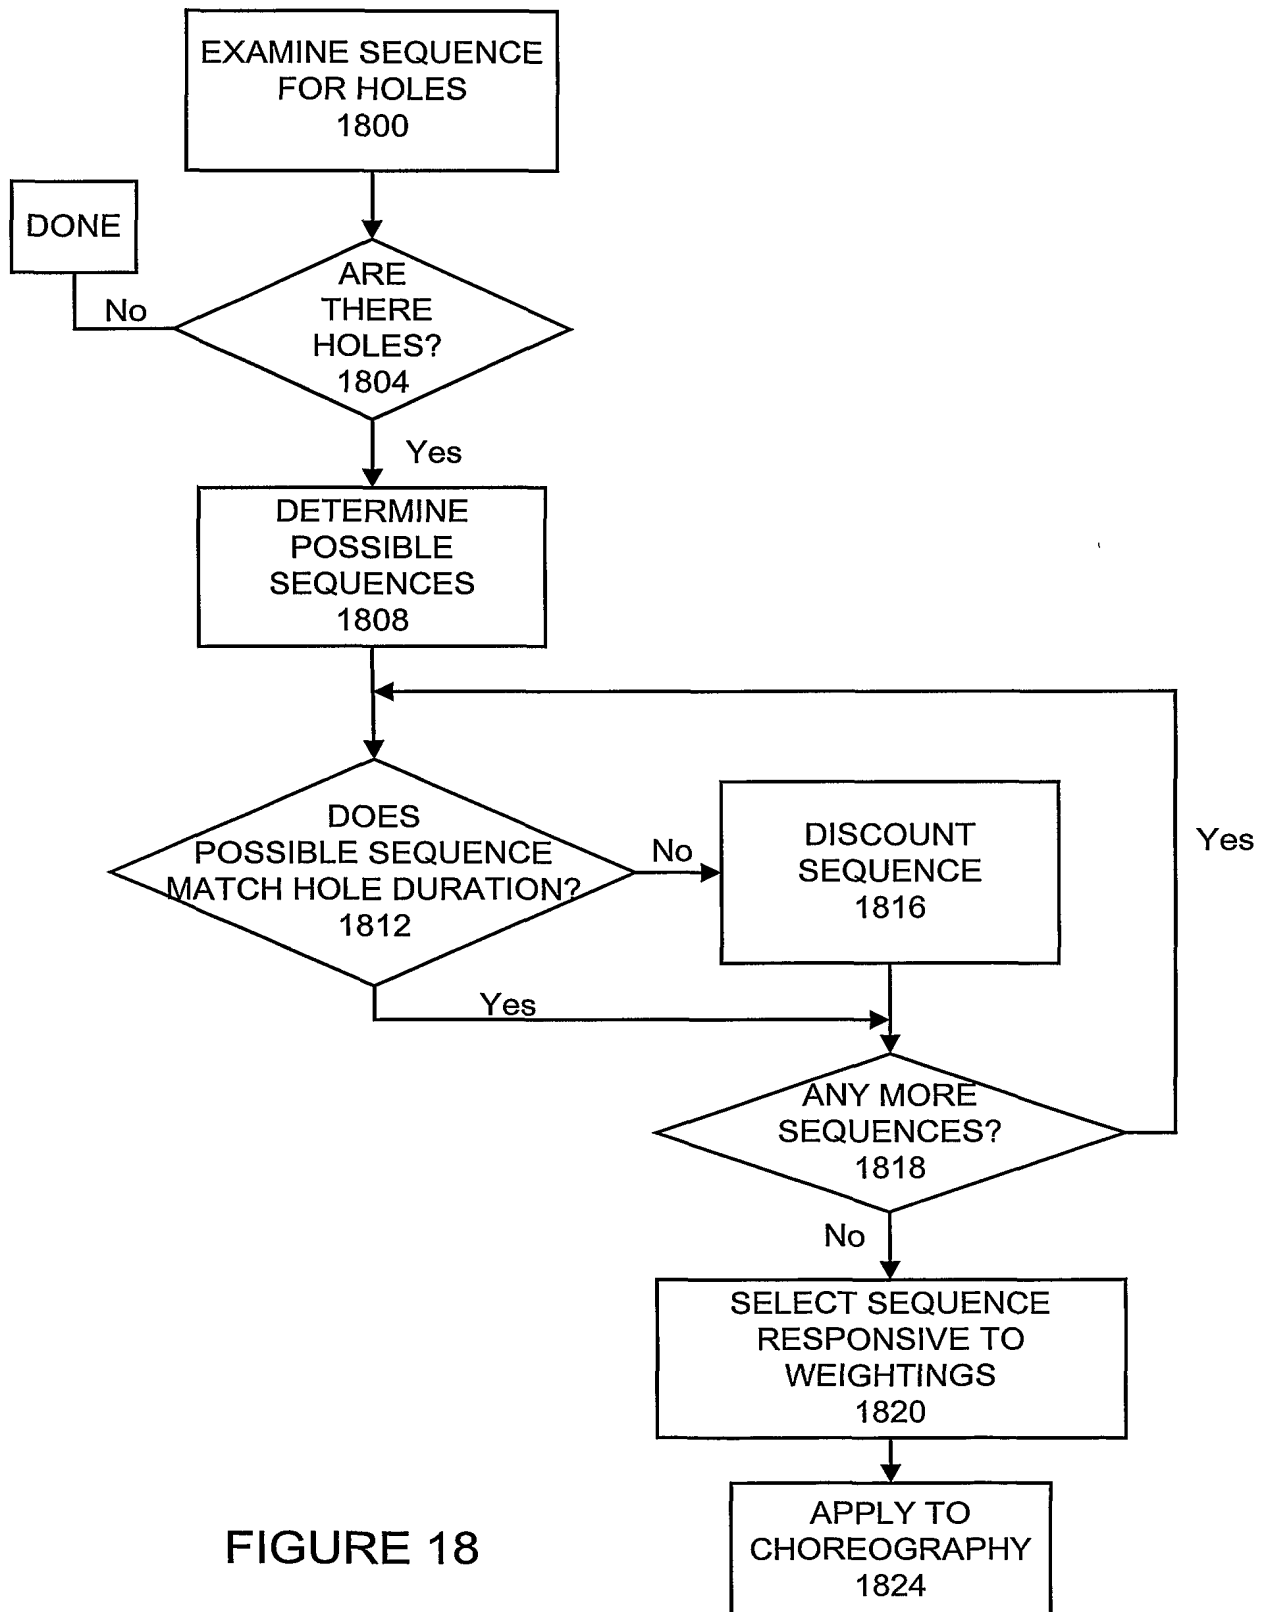 EXAMINE SEQUENCE
FOR HOLES
1800
DONE
No
ARE
THERE
HOLES?
1804
Yes
DETERMINE
POSSIBLE
SEQUENCES
1808
DOES
POSSIBLE SEQUENCE
MATCH HOLE DURATION?
1812
No
DISCOUNT
SEQUENCE
1816
Yes
Yes
ANY MORE
SEQUENCES?
1818
No
SELECT SEQUENCE
RESPONSIVE TO
WEIGHTINGS
1820
APPLY TO
CHOREOGRAPHY
1824
FIGURE 18